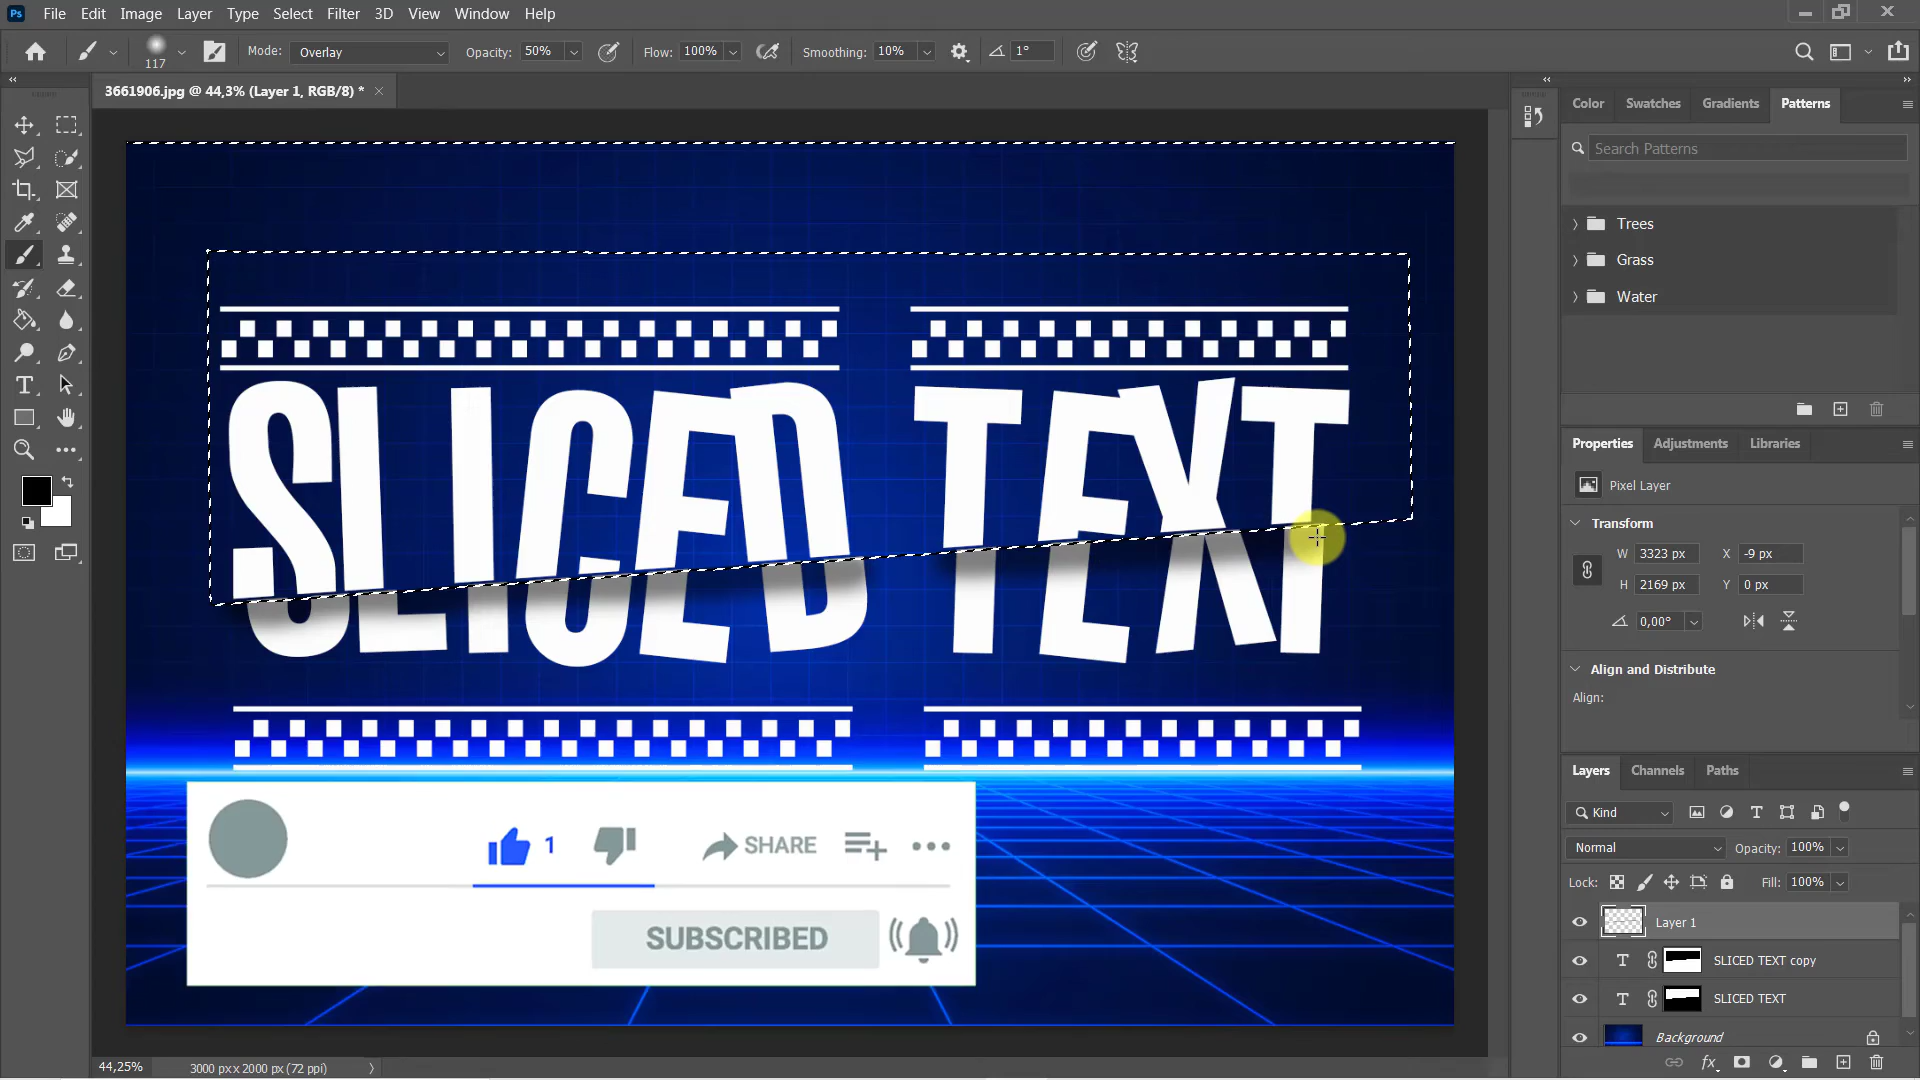 Ps File Edit Image Layer Type Select Filter 3D View Window Help
117 Mode: Overlay Opacity: 50% Flow: 100% Smoothing: 10% 1°
3661906.jpg @ 44,3% (Layer 1, RGB/8) *
Color Swatches Gradients Patterns
Search Patterns
Trees
Grass
Water
SLICED TEXT
Properties Adjustments Libraries
Pixel Layer
Transform
W 3323 px X -9 px
H 2169 px Y 0 px
0,00°
Align and Distribute
Align:
Layers Channels Paths
Kind
Normal Opacity: 100%
Lock: Fill: 100%
Layer 1
T SLICED TEXT copy
T SLICED TEXT
Background
1 SHARE
SUBSCRIBED
44,25% 3000 px x 2000 px (72 ppi)